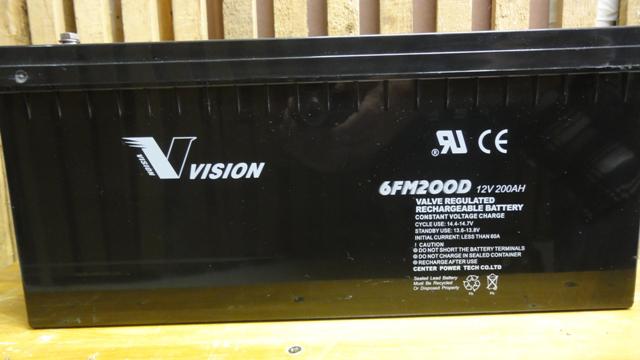 VISION
VISION
RU CE
6FM200D 12V 200AH
VALVE REGULATED
RECHARGEABLE BATTERY
CONSTANT VOLTAGE CHARGE
CYCLE USE: 14.4-14.7V
STANDBY USE: 13.6-13.8V
INITIAL CURRENT: LESS THAN 60A
! CAUTION
DO NOT SHORT THE BATTERY TERMINALS
DO NOT CHARGE IN SEALED CONTAINER
RECHARGE AFTER USE
CENTER POWER TECH CO.LTD
Sealed Lead Battery
Must Be Recycled
Or Disposed Properly
Pb Pb